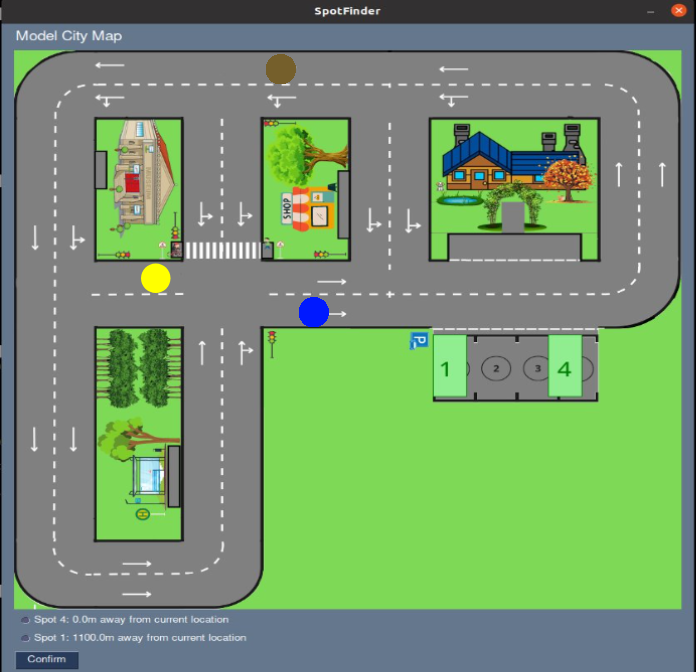 SpotFinder
Model City Map
SHOP
P
1
2
3
4
Spot 4: 0.0m away from current location
Spot 1: 1100.0m away from current location
Confirm